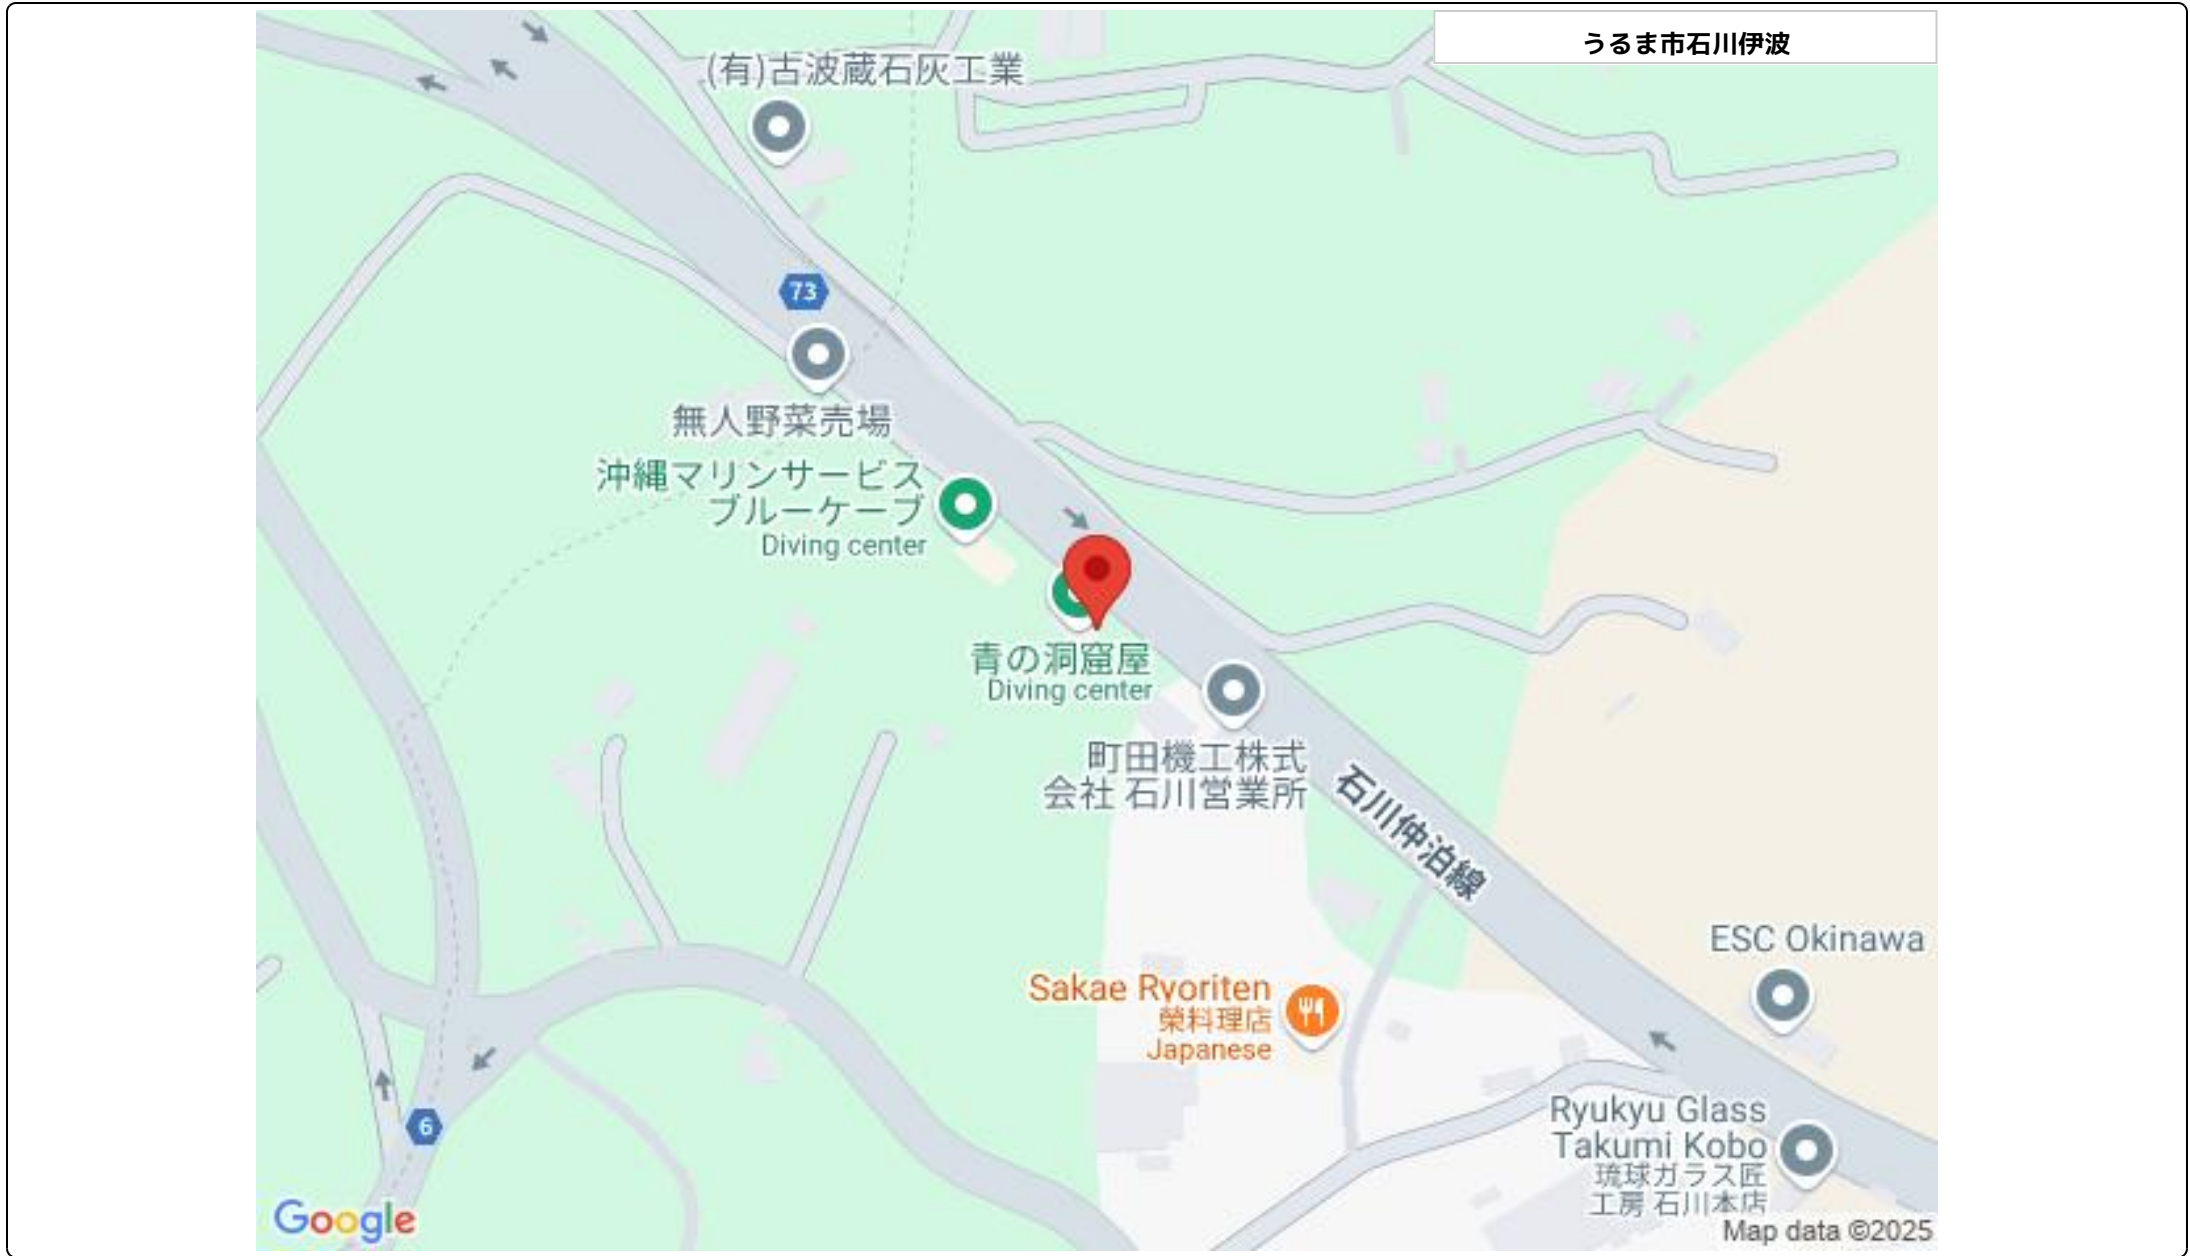 うるま市石川伊波
(有)古波蔵石灰工業
73
無人野菜売場
沖縄マリンサービス
ブルーケーブ
Diving center
青の洞窟屋
Diving center
町田機工株式
会社 石川営業所
石川仲泊線
ESC Okinawa
Sakae Ryoriten
榮料理店
Japanese
6
Ryukyu Glass
Takumi Kobo
琉球ガラス匠
工房 石川本店
Google
Map data ©2025